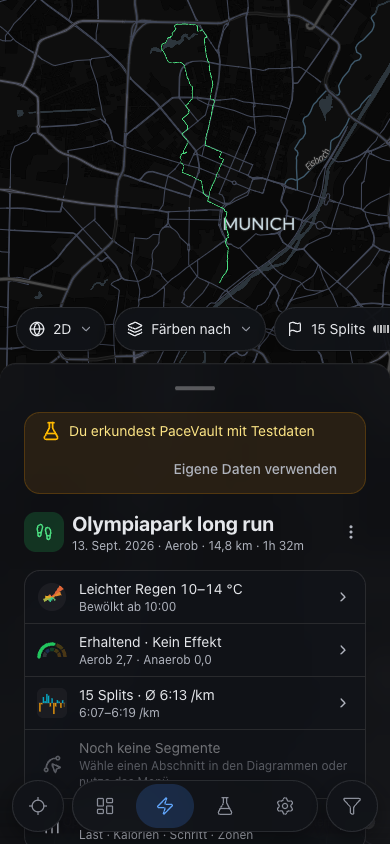 Eisbach
MUNICH
2D
Färben nach
15 Splits
Du erkundest PaceVault mit Testdaten
Eigene Daten verwenden
Olympiapark long run
13. Sept. 2026 · Aerob · 14,8 km · 1h 32m
Leichter Regen 10–14 °C
Bewölkt ab 10:00
Erhaltend · Kein Effekt
Aerob 2,7 · Anaerob 0,0
15 Splits · Ø 6:13 /km
6:07–6:19 /km
Noch keine Segmente
Wähle einen Abschnitt in den Diagrammen oder
nutze das Menü
Last · Kalorien · Schritt · Zonen